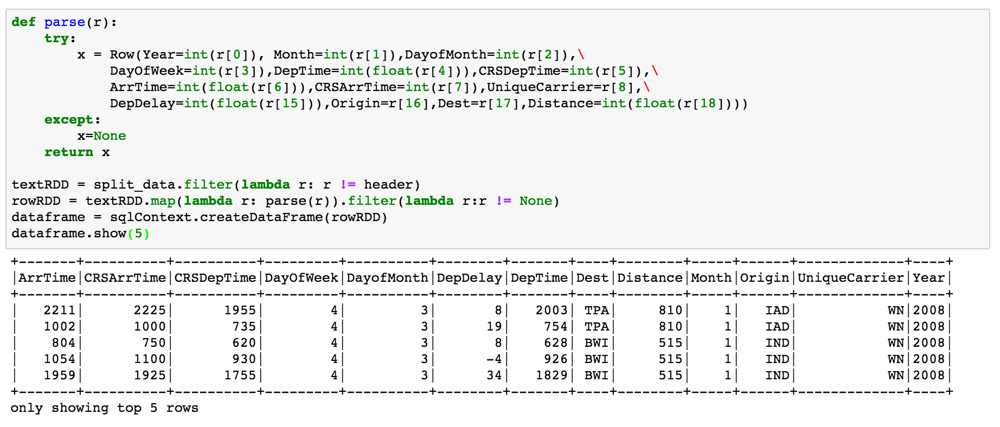 def parse(r):
    try:
        x = Row(Year=int(r[0]), Month=int(r[1]),DayofMonth=int(r[2]),\
            DayOfWeek=int(r[3]),DepTime=int(float(r[4])),CRSDepTime=int(r[5]),\
            ArrTime=int(float(r[6])),CRSArrTime=int(r[7]),UniqueCarrier=r[8],\
            DepDelay=int(float(r[15])),Origin=r[16],Dest=r[17],Distance=int(float(r[18])))
    except:
        x=None
    return x

textRDD = split_data.filter(lambda r: r != header)
rowRDD = textRDD.map(lambda r: parse(r)).filter(lambda r:r != None)
dataframe = sqlContext.createDataFrame(rowRDD)
dataframe.show(5)
+-------+----------+----------+---------+----------+--------+-------+----+--------+-----+------+-------------+----+
|ArrTime|CRSArrTime|CRSDepTime|DayOfWeek|DayofMonth|DepDelay|DepTime|Dest|Distance|Month|Origin|UniqueCarrier|Year|
+-------+----------+----------+---------+----------+--------+-------+----+--------+-----+------+-------------+----+
|   2211|      2225|      1955|        4|         3|       8|   2003| TPA|     810|    1|   IAD|           WN|2008|
|   1002|      1000|       735|        4|         3|      19|    754| TPA|     810|    1|   IAD|           WN|2008|
|    804|       750|       620|        4|         3|       8|    628| BWI|     515|    1|   IND|           WN|2008|
|   1054|      1100|       930|        4|         3|      -4|    926| BWI|     515|    1|   IND|           WN|2008|
|   1959|      1925|      1755|        4|         3|      34|   1829| BWI|     515|    1|   IND|           WN|2008|
+-------+----------+----------+---------+----------+--------+-------+----+--------+-----+------+-------------+----+
only showing top 5 rows